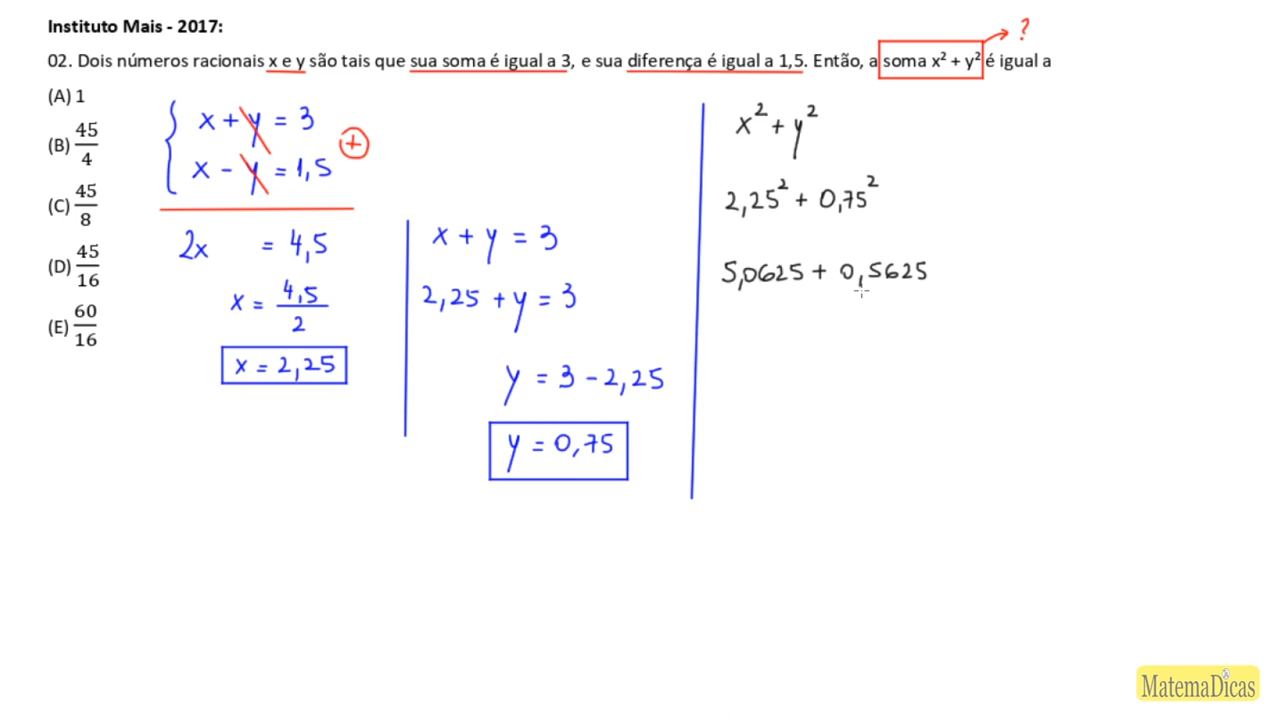 Instituto Mais - 2017:
?
02. Dois números racionais x e y são tais que sua soma é igual a 3, e sua diferença é igual a 1,5. Então, a soma x² + y² é igual a
(A) 1
(B) 45/4
(C) 45/8
(D) 45/16
(E) 60/16
x + y = 3
x - y = 1,5
+
2x = 4,5
x = 4,5/2
x = 2,25
x + y = 3
2,25 + y = 3
y = 3 - 2,25
y = 0,75
x² + y²
2,25² + 0,75²
5,0625 + 0,5625
MatemaDicas